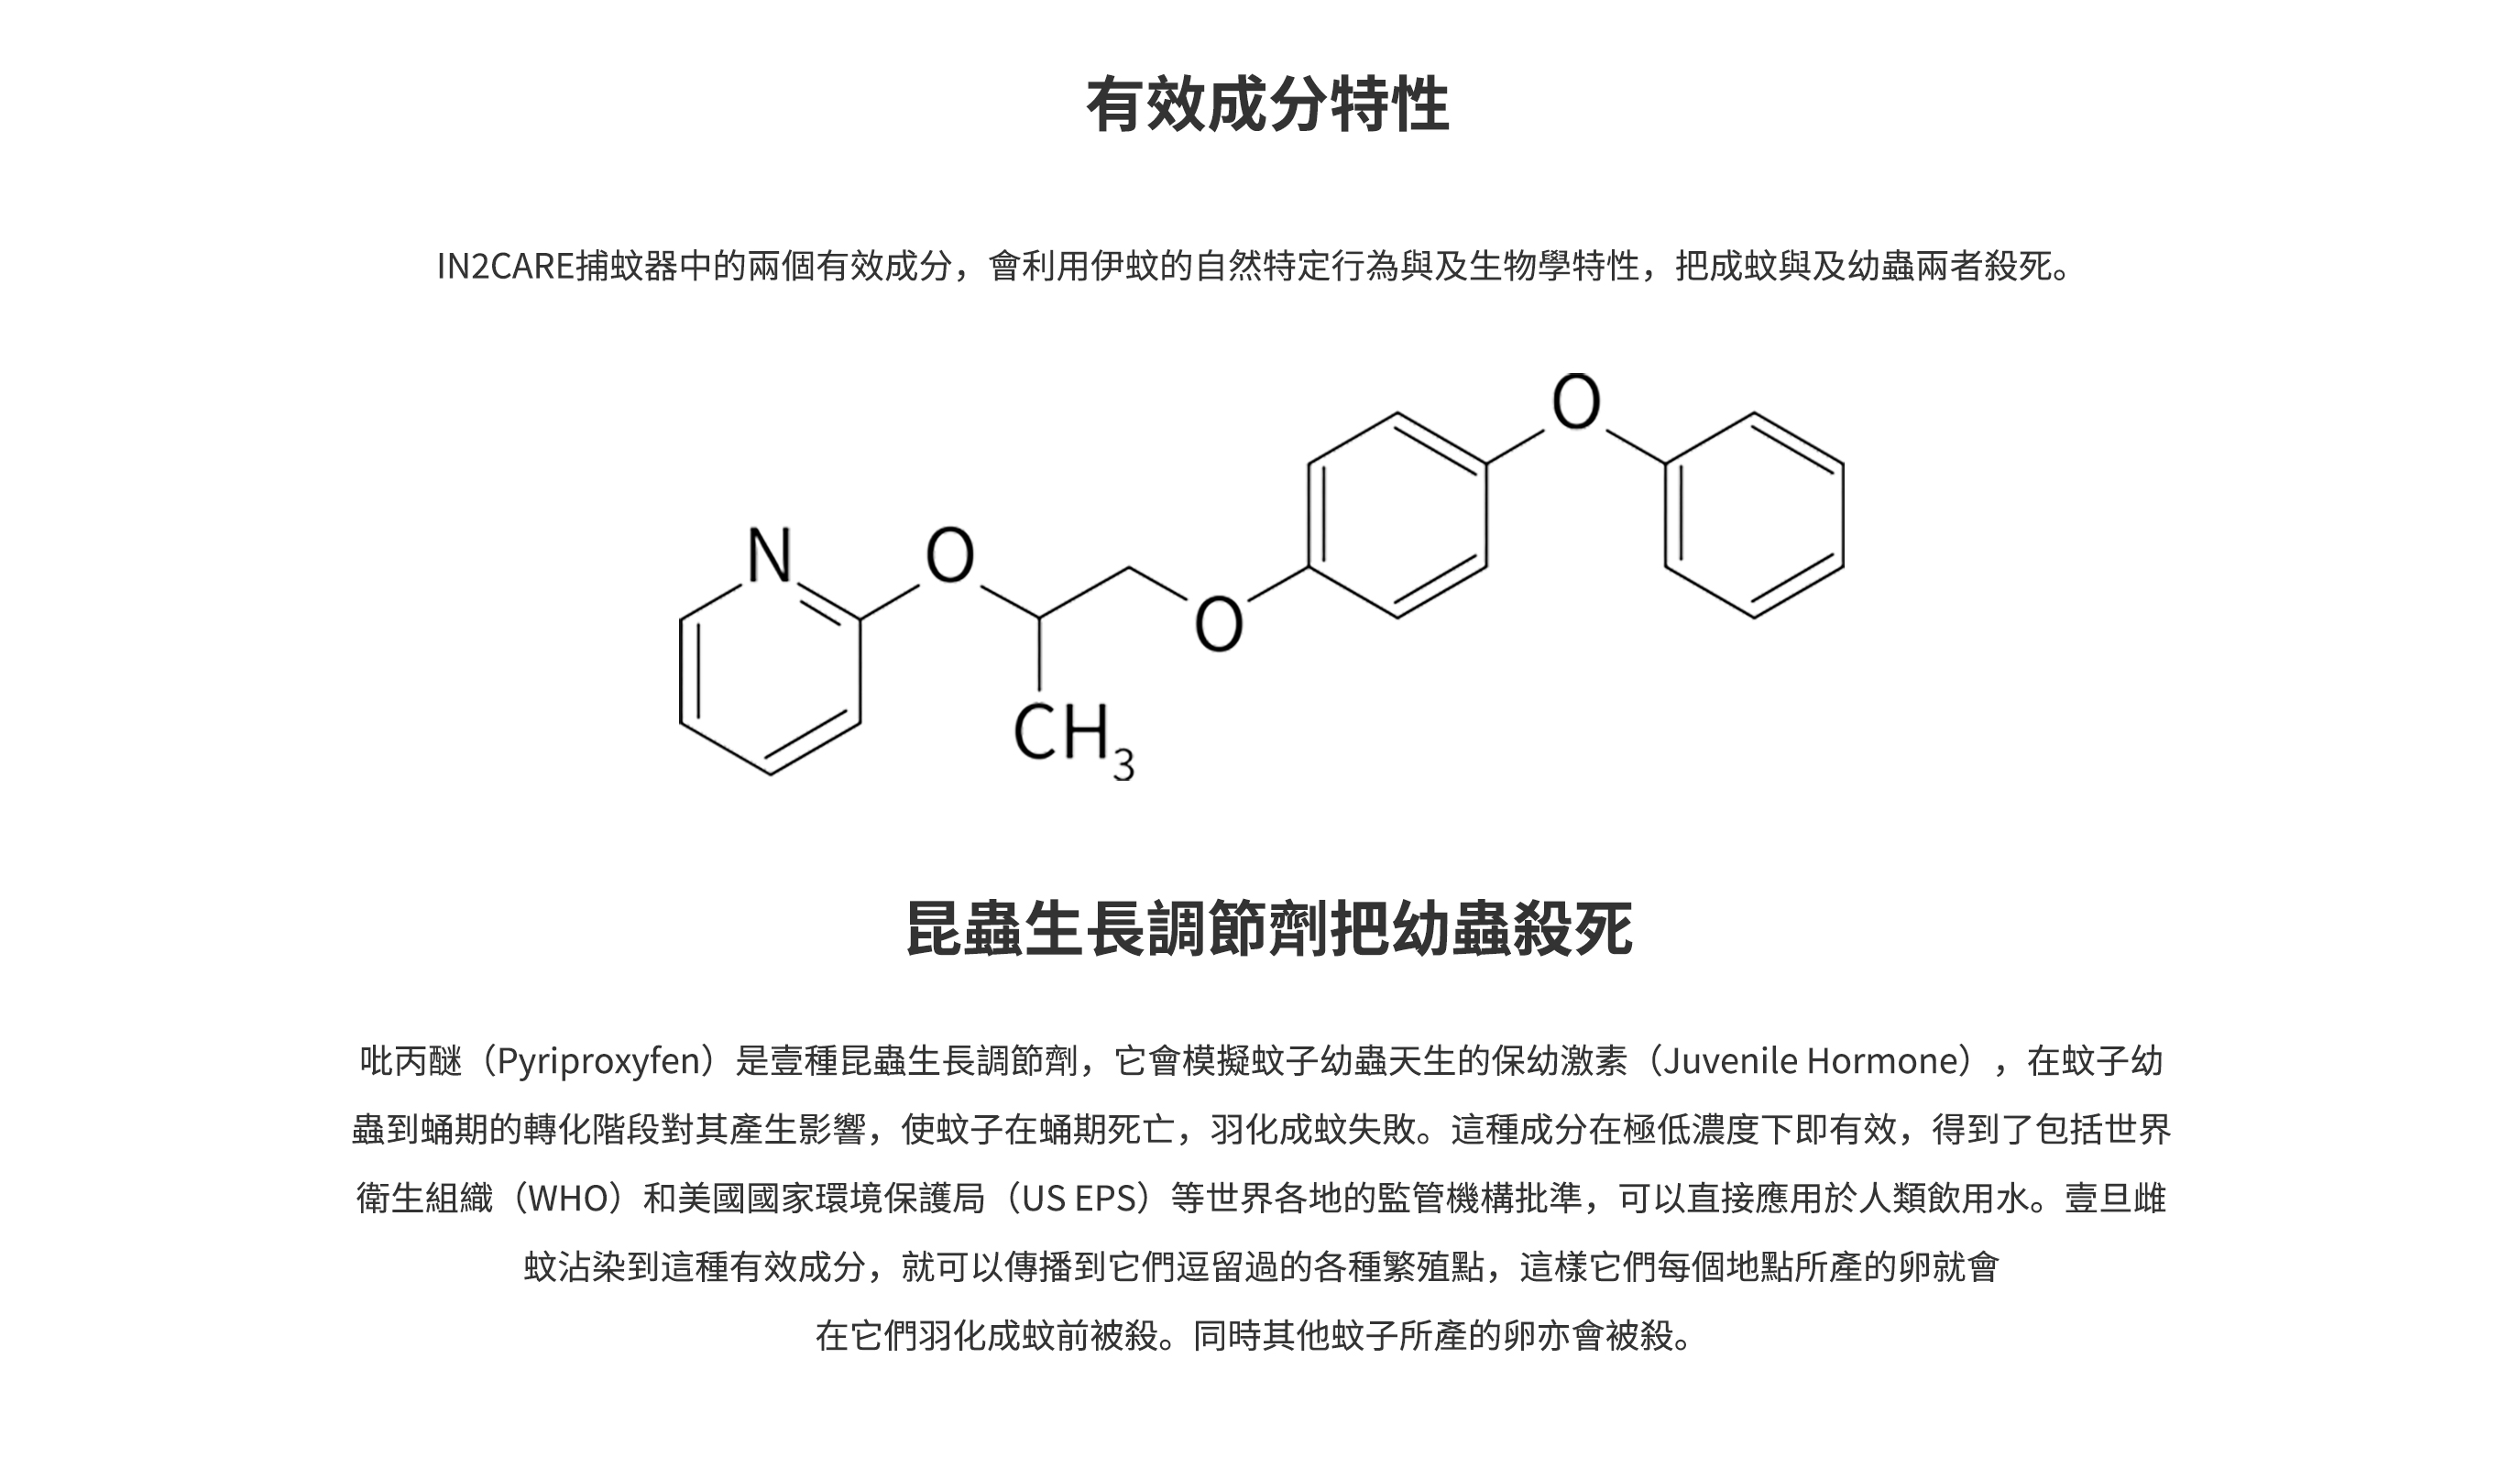 有效成分特性
IN2CARE捕蚊器中的兩個有效成分，會利用伊蚊的自然特定行為與及生物學特性，把成蚊與及幼蟲兩者殺死。
O
N
O
O
CH3
昆蟲生長調節劑把幼蟲殺死
吡丙醚（Pyriproxyfen）是壹種昆蟲生長調節劑，它會模擬蚊子幼蟲天生的保幼激素（Juvenile Hormone），在蚊子幼
蟲到蛹期的轉化階段對其產生影響，使蚊子在蛹期死亡，羽化成蚊失敗。這種成分在極低濃度下即有效，得到了包括世界
衛生組織（WHO）和美國國家環境保護局（US EPS）等世界各地的監管機構批準，可以直接應用於人類飲用水。壹旦雌
蚊沾染到這種有效成分，就可以傳播到它們逗留過的各種繁殖點，這樣它們每個地點所產的卵就會
在它們羽化成蚊前被殺。同時其他蚊子所產的卵亦會被殺。